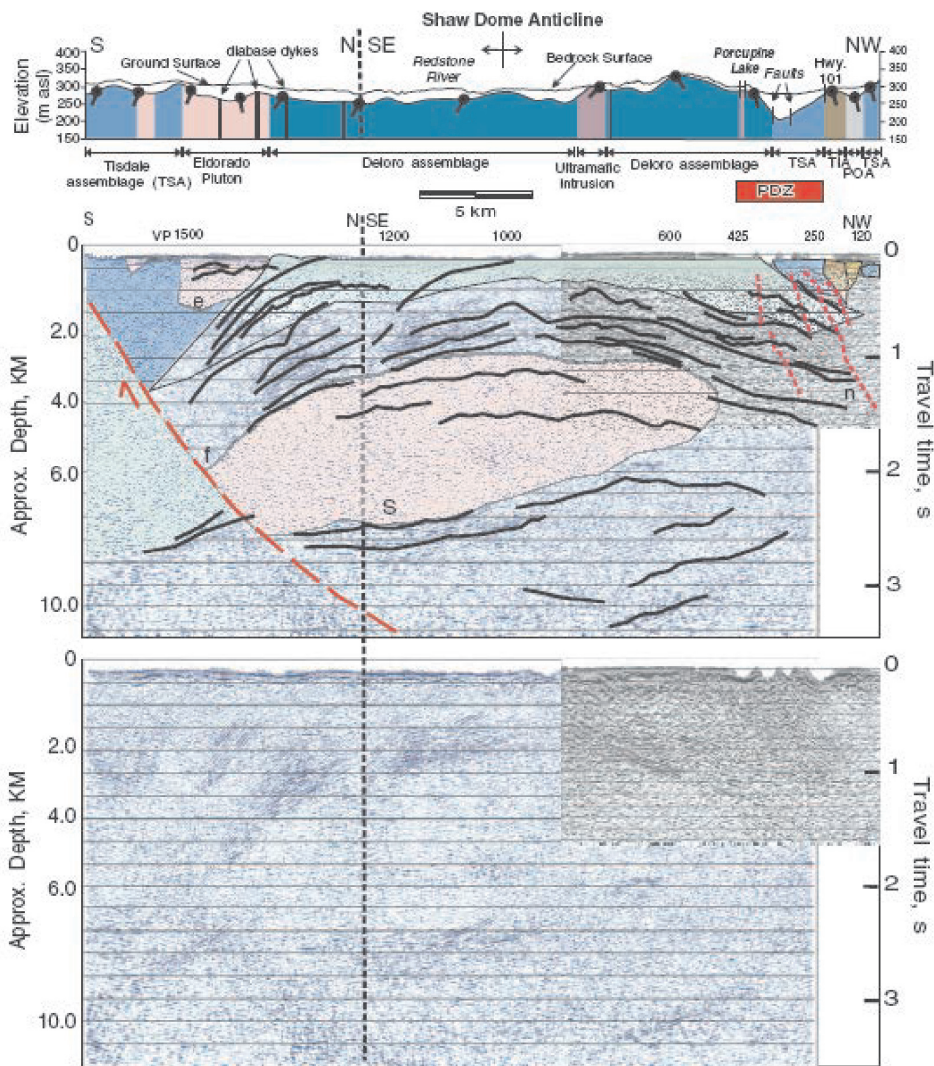 Shaw Dome Anticline
S N SE NW
diabase dykes
Ground Surface
Redstone River
Bedrock Surface
Porcupine Lake
Faults
Hwy. 101
Elevation (m asl)
400 400
350 350
300 300
250 250
200 200
150 150
Tisdale assemblage (TSA)
Eldorado Pluton
Deloro assemblage
Ultramafic Intrusion
Deloro assemblage
TSA TIA POA TSA
PDZ
5 km
S N SE NW
VP 1500 1200 1000 600 425 250 120
0 0
2.0
1
4.0
6.0
2
3
10.0
e
f
S
n
Approx. Depth, KM
Travel time, s
0 0
2.0
1
4.0
6.0
2
3
10.0
Approx. Depth, KM
Travel time, s